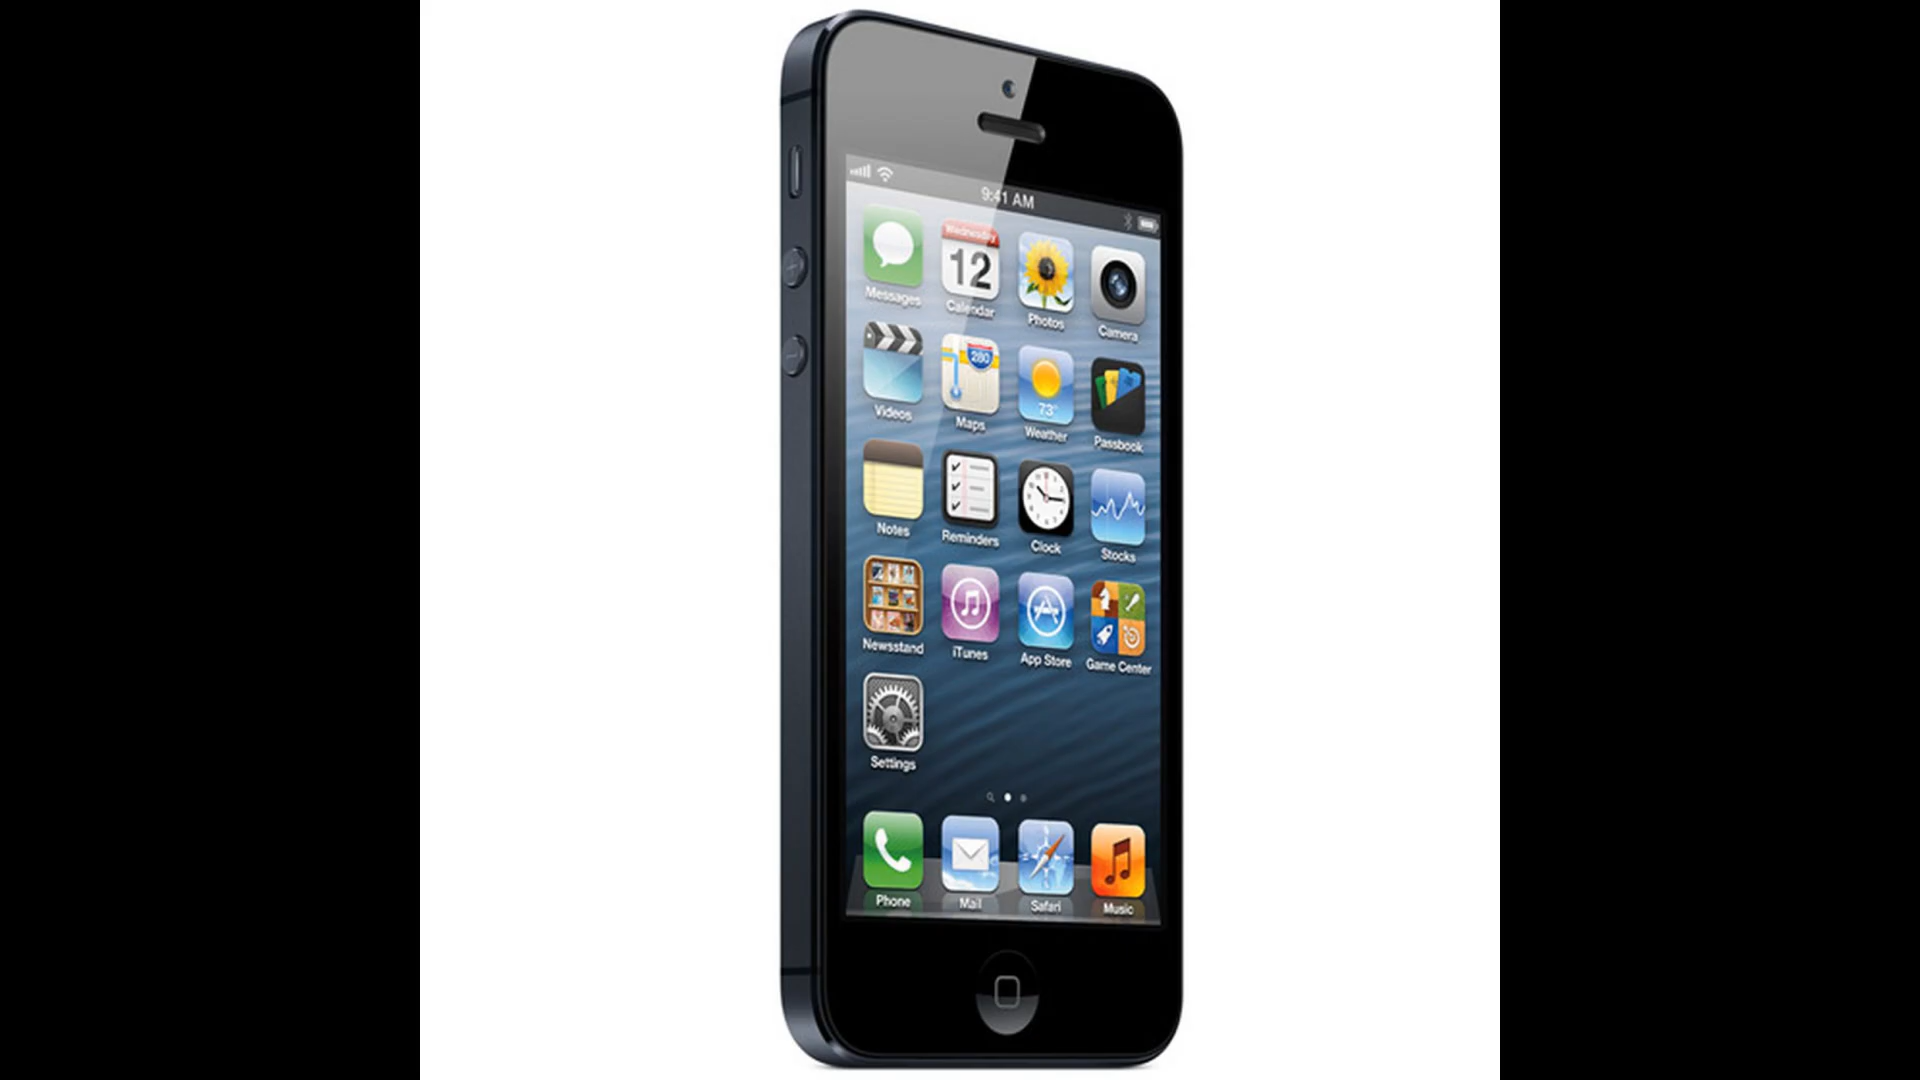 9:41 AM
Wednesday
12
Messages
Calendar
Photos
Camera
280
73°
Videos
Maps
Weather
Passbook
Notes
Reminders
Clock
Stocks
Newsstand
iTunes
App Store
Game Center
Settings
Phone
Mail
Safari
Music